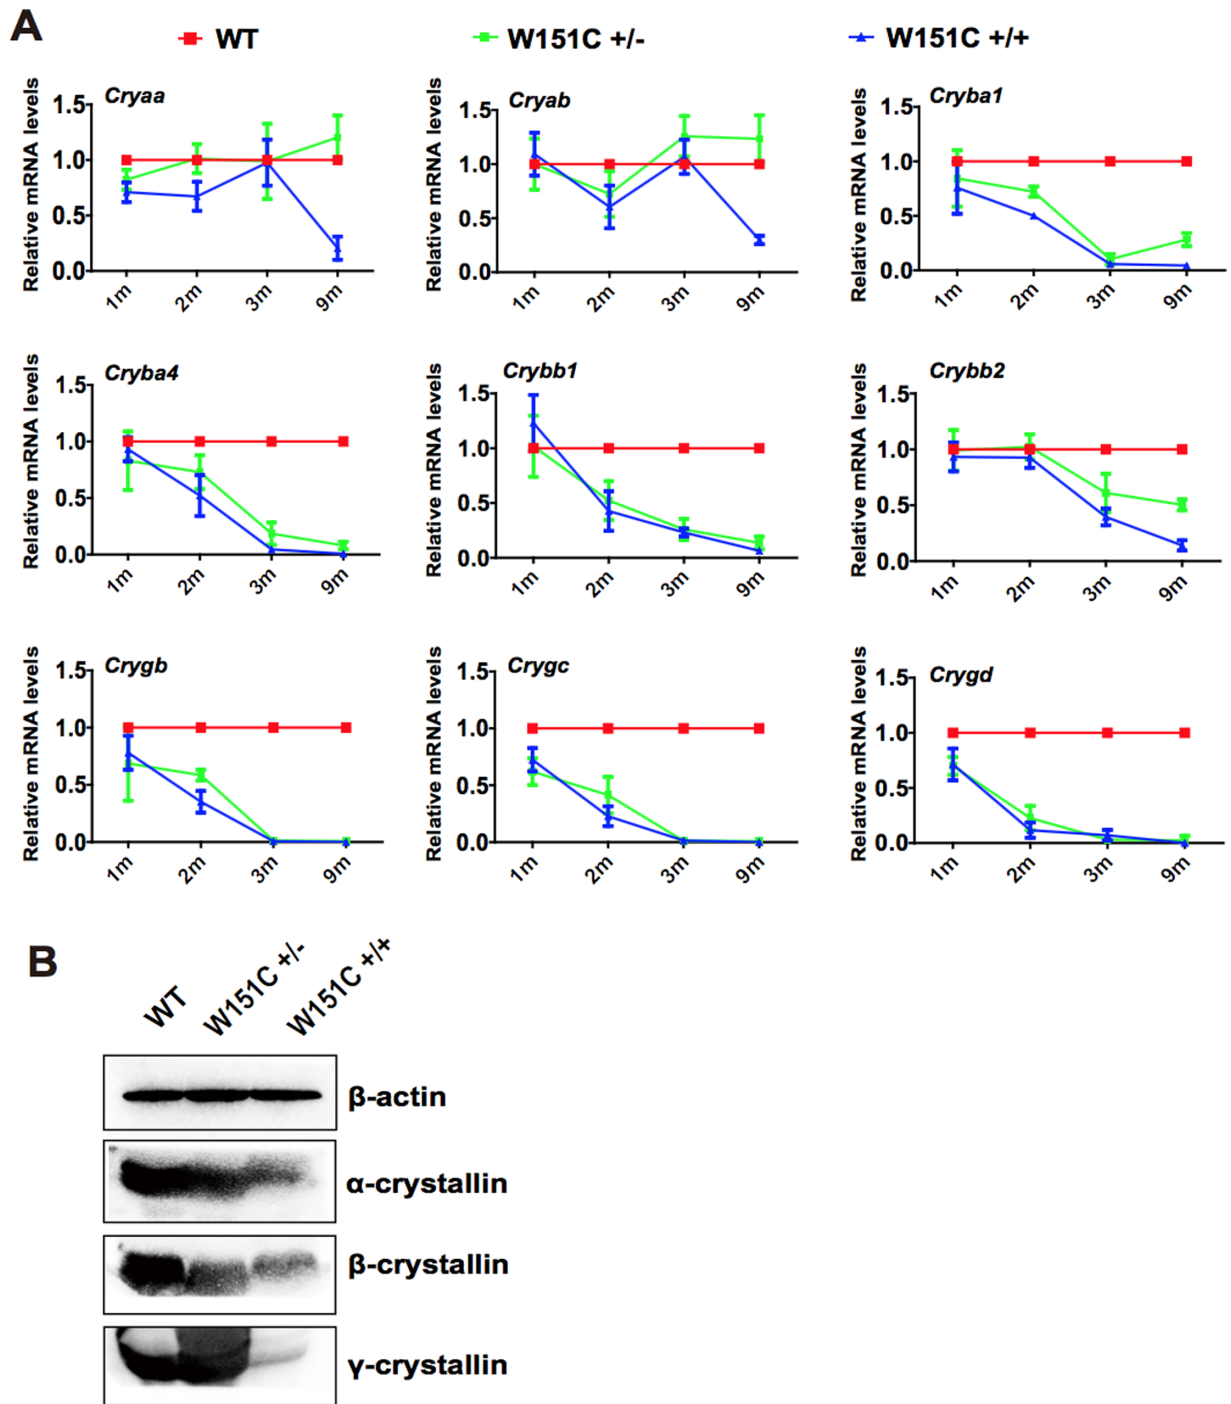 A
WT
W151C +/-
W151C +/+
Relative mRNA levels
Cryaa
1.5
1.0
0.5
0.0
1m
2m
3m
9m
Relative mRNA levels
Cryab
1.5
1.0
0.5
0.0
1m
2m
3m
9m
Relative mRNA levels
Cryba1
1.5
1.0
0.5
0.0
1m
2m
3m
9m
Relative mRNA levels
Cryba4
1.5
1.0
0.5
0.0
1m
2m
3m
9m
Relative mRNA levels
Crybb1
1.5
1.0
0.5
0.0
1m
2m
3m
9m
Relative mRNA levels
Crybb2
1.5
1.0
0.5
0.0
1m
2m
3m
9m
Relative mRNA levels
Crygb
1.5
1.0
0.5
0.0
1m
2m
3m
9m
Relative mRNA levels
Crygc
1.5
1.0
0.5
0.0
1m
2m
3m
9m
Relative mRNA levels
Crygd
1.5
1.0
0.5
0.0
1m
2m
3m
9m
B
WT
W151C +/-
W151C +/+
β-actin
α-crystallin
β-crystallin
γ-crystallin